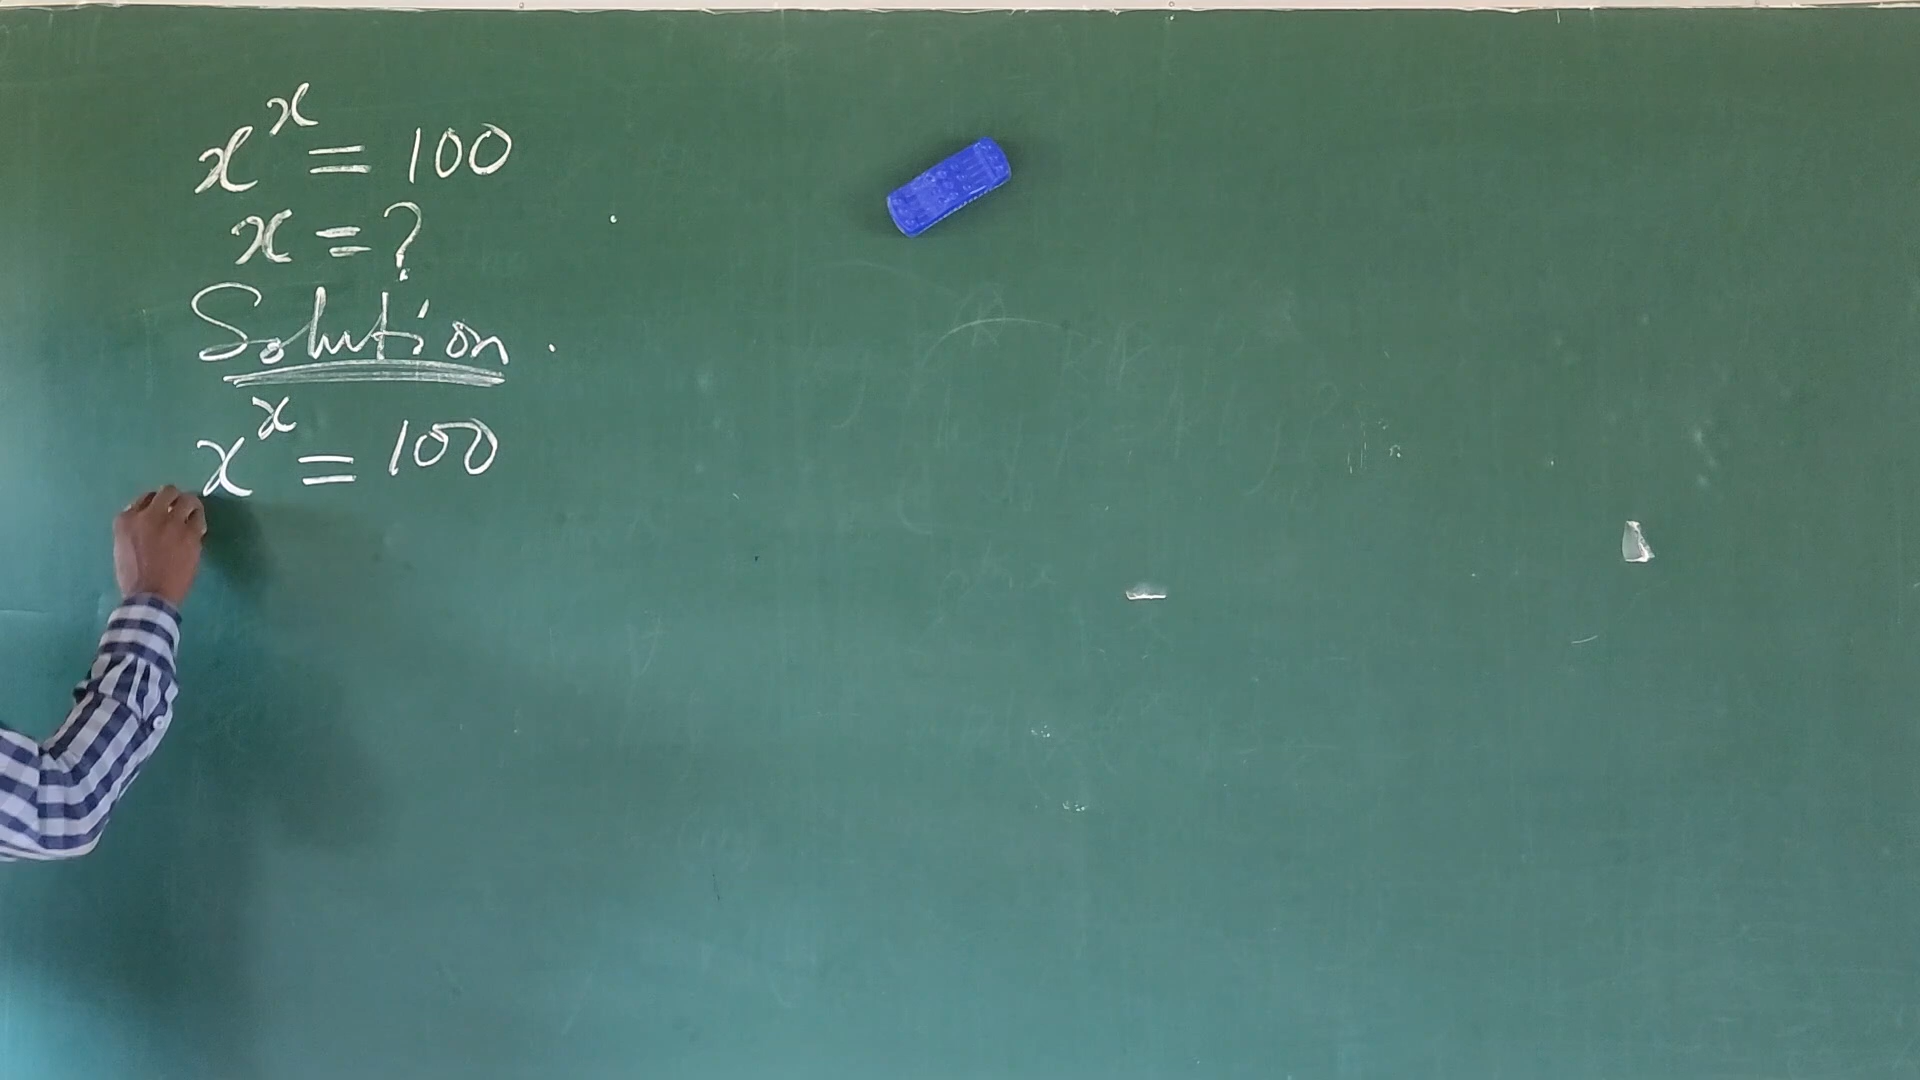 x^x = 100
x = ?
Solution.
x^x = 100